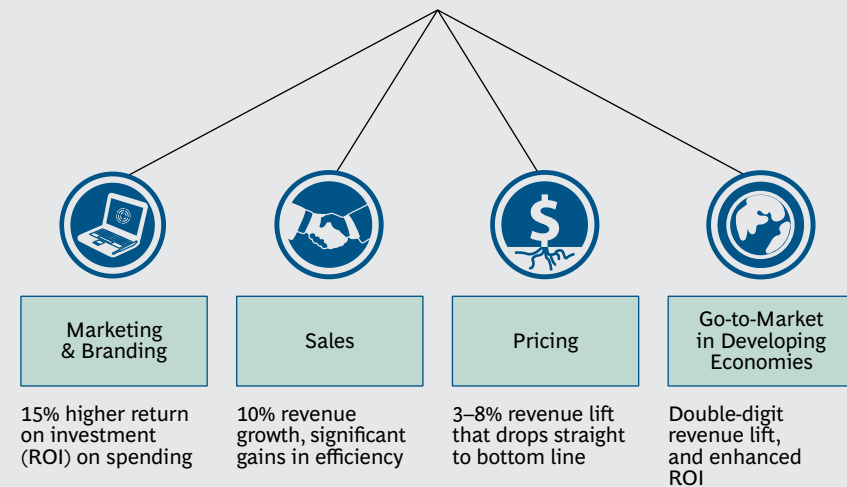 $
Marketing
& Branding
15% higher return
on investment
(ROI) on spending
Sales
10% revenue
growth, significant
gains in efficiency
Pricing
3–8% revenue lift
that drops straight
to bottom line
Go-to-Market
in Developing
Economies
Double-digit
revenue lift,
and enhanced
ROI